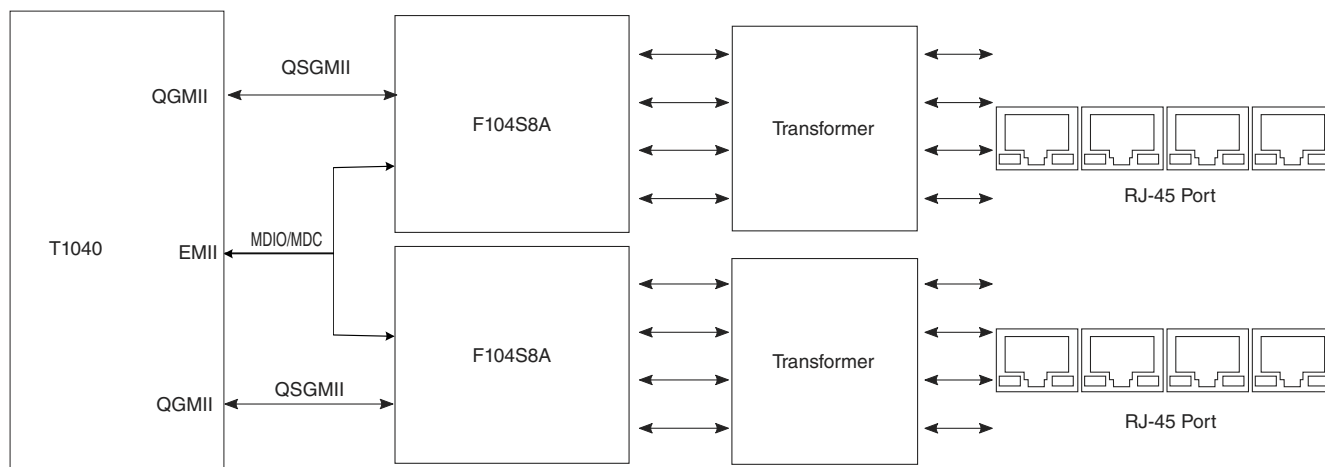 QSGMII
QGMII
F104S8A
Transformer
RJ-45 Port
T1040
EMII
MDIO/MDC
F104S8A
Transformer
QSGMII
QGMII
RJ-45 Port